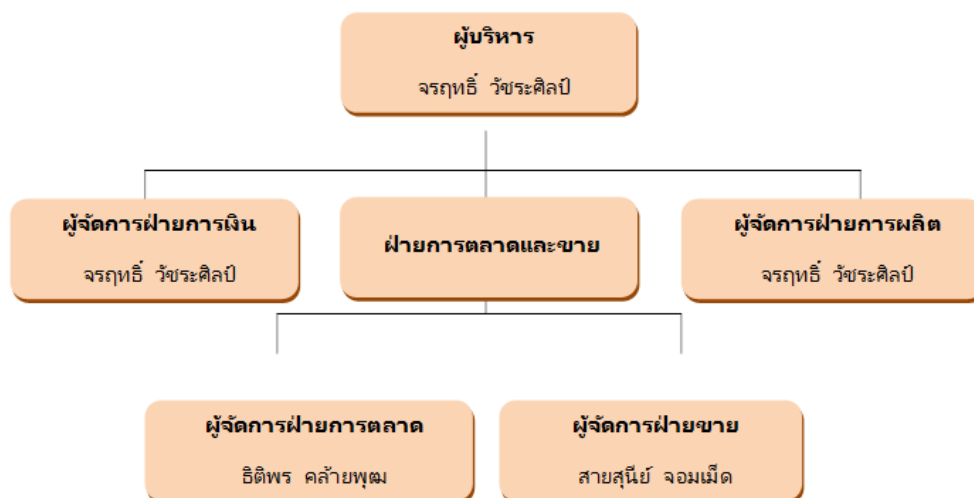 ผู้บริหาร
จรฤทธิ์ วัชระศิลป์
ผู้จัดการฝ่ายการเงิน
จรฤทธิ์ วัชระศิลป์
ฝ่ายการตลาดและขาย
ผู้จัดการฝ่ายการผลิต
จรฤทธิ์ วัชระศิลป์
ผู้จัดการฝ่ายการตลาด
ธิติพร คล้ายพุฒ
ผู้จัดการฝ่ายขาย
สายสุนีย์ จอมเม็ด